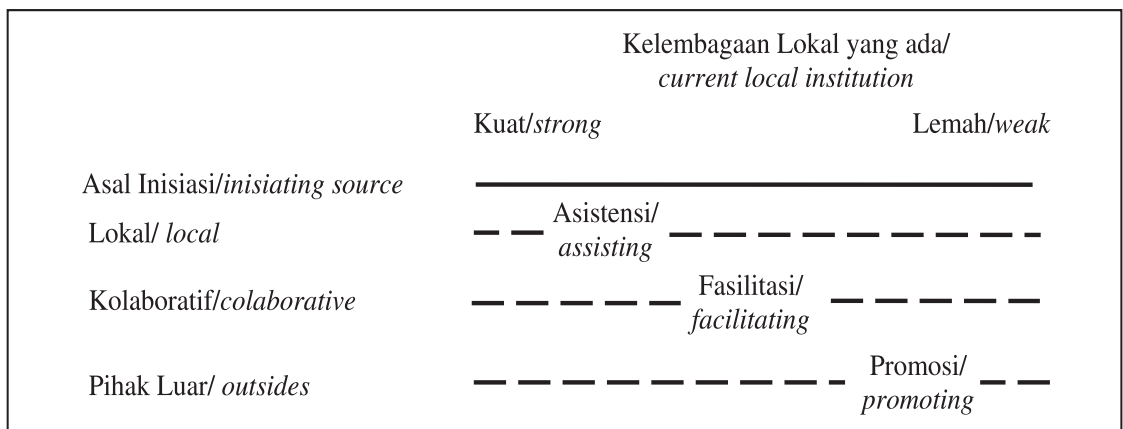 Kelembagaan Lokal yang ada/
current local institution
Kuat/strong Lemah/weak
Asal Inisiasi/inisiating source
Asistensi/
Lokal/ local
assisting
Fasilitasi/
Kolaboratif/colaborative
facilitating
Promosi/
Pihak Luar/ outsides
promoting